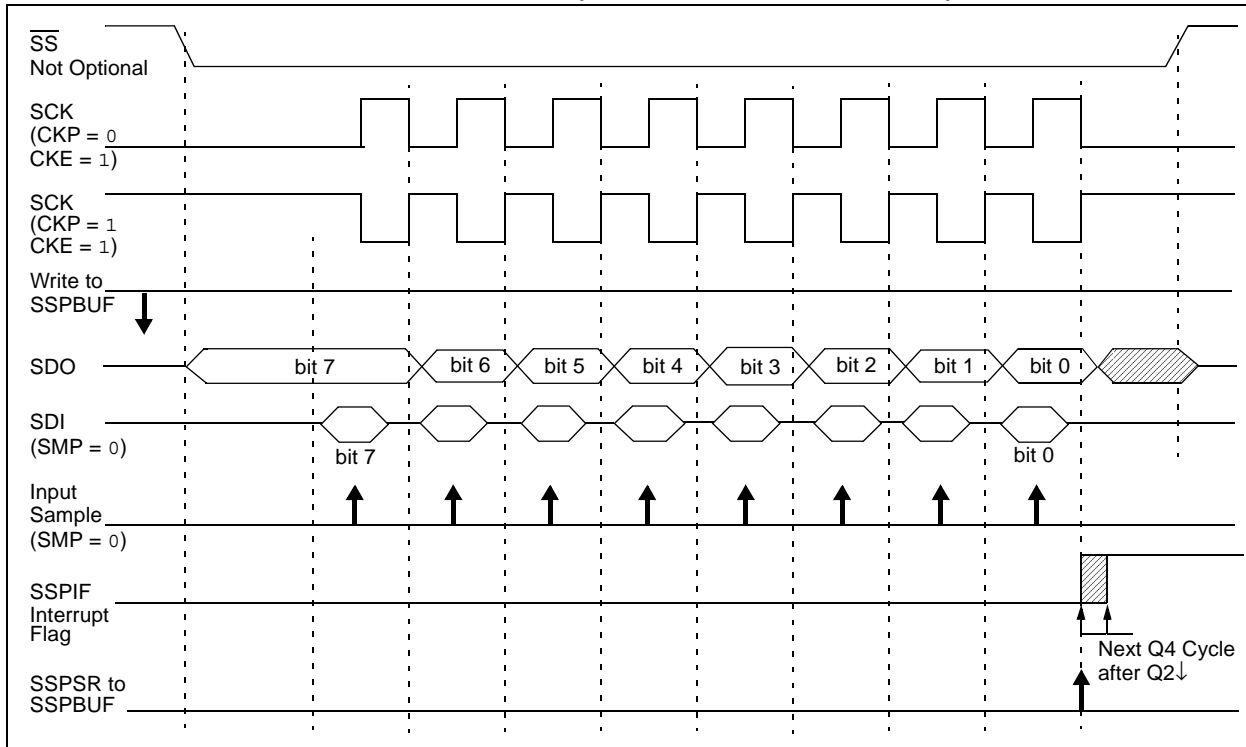 SS
Not Optional
SCK
(CKP = 0
CKE = 1)
SCK
(CKP = 1
CKE = 1)
Write to
SSPBUF
SDO
bit 7
bit 6
bit 5
bit 4
bit 3
bit 2
bit 1
bit 0
SDI
(SMP = 0)
bit 7
bit 0
Input
Sample
(SMP = 0)
SSPIF
Interrupt
Flag
Next Q4 Cycle
after Q2↓
SSPSR to
SSPBUF